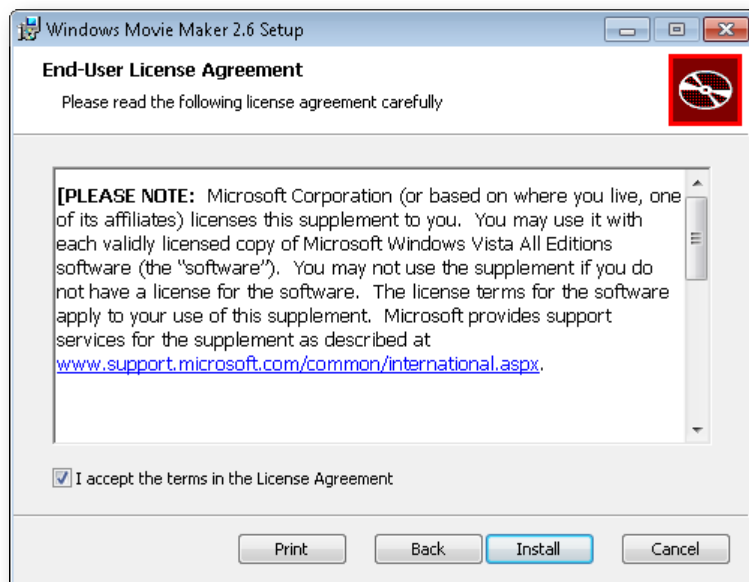 Windows Movie Maker 2.6 Setup
End-User License Agreement
Please read the following license agreement carefully
[PLEASE NOTE:  Microsoft Corporation (or based on where you live, one
of its affiliates) licenses this supplement to you.  You may use it with
each validly licensed copy of Microsoft Windows Vista All Editions
software (the “software”).  You may not use the supplement if you do
not have a license for the software.  The license terms for the software
apply to your use of this supplement.  Microsoft provides support
services for the supplement as described at
www.support.microsoft.com/common/international.aspx.
I accept the terms in the License Agreement
Print
Back
Install
Cancel